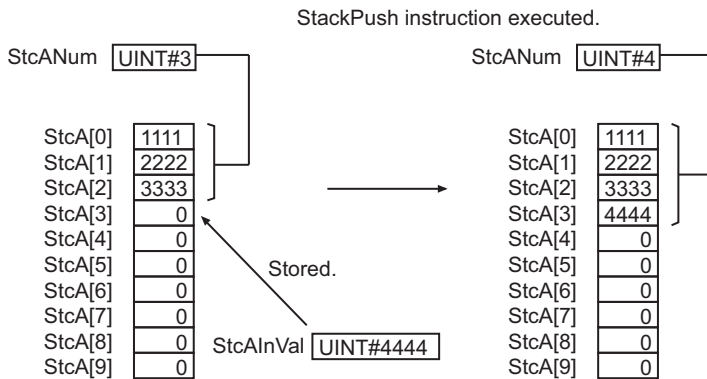 StackPush instruction executed.
StcANum UINT#3 StcANum UINT#4
StcA[0] 1111 StcA[0] 1111
StcA[1] 2222 StcA[1] 2222
StcA[2] 3333 StcA[2] 3333
StcA[3] 0 StcA[3] 4444
StcA[4] 0 StcA[4] 0
StcA[5] 0 Stored. StcA[5] 0
StcA[6] 0 StcA[6] 0
StcA[7] 0 StcA[7] 0
StcA[8] 0 StcAInVal UINT#4444 StcA[8] 0
StcA[9] 0 StcA[9] 0